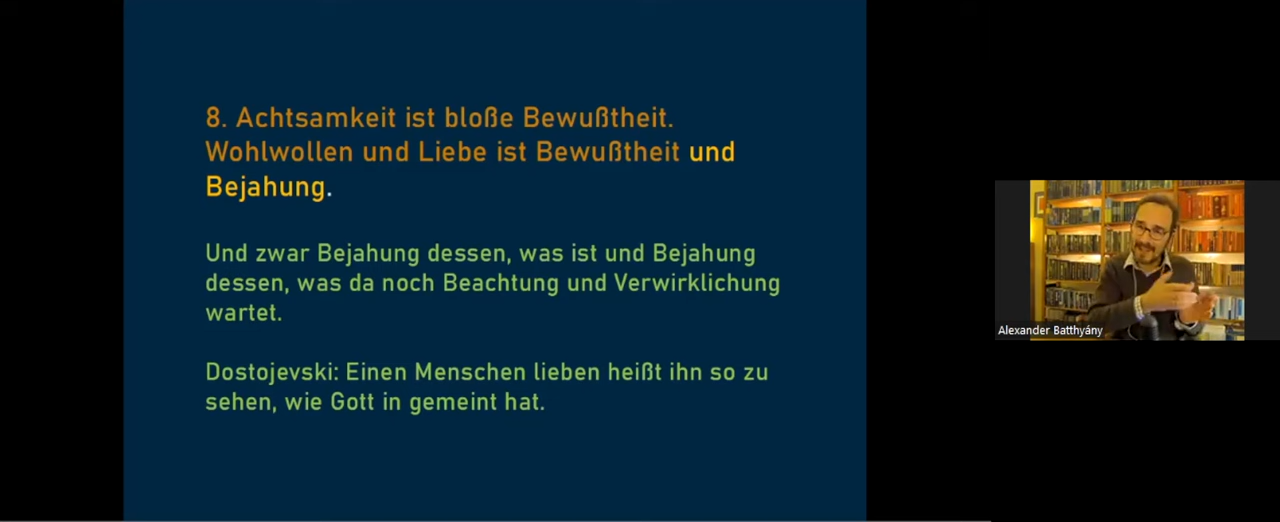 8. Achtsamkeit ist bloße Bewußtheit.
Wohlwollen und Liebe ist Bewußtheit und
Bejahung.
Und zwar Bejahung dessen, was ist und Bejahung
dessen, was da noch Beachtung und Verwirklichung
wartet.
Dostojevski: Einen Menschen lieben heißt ihn so zu
sehen, wie Gott in gemeint hat.
Alexander Batthyány